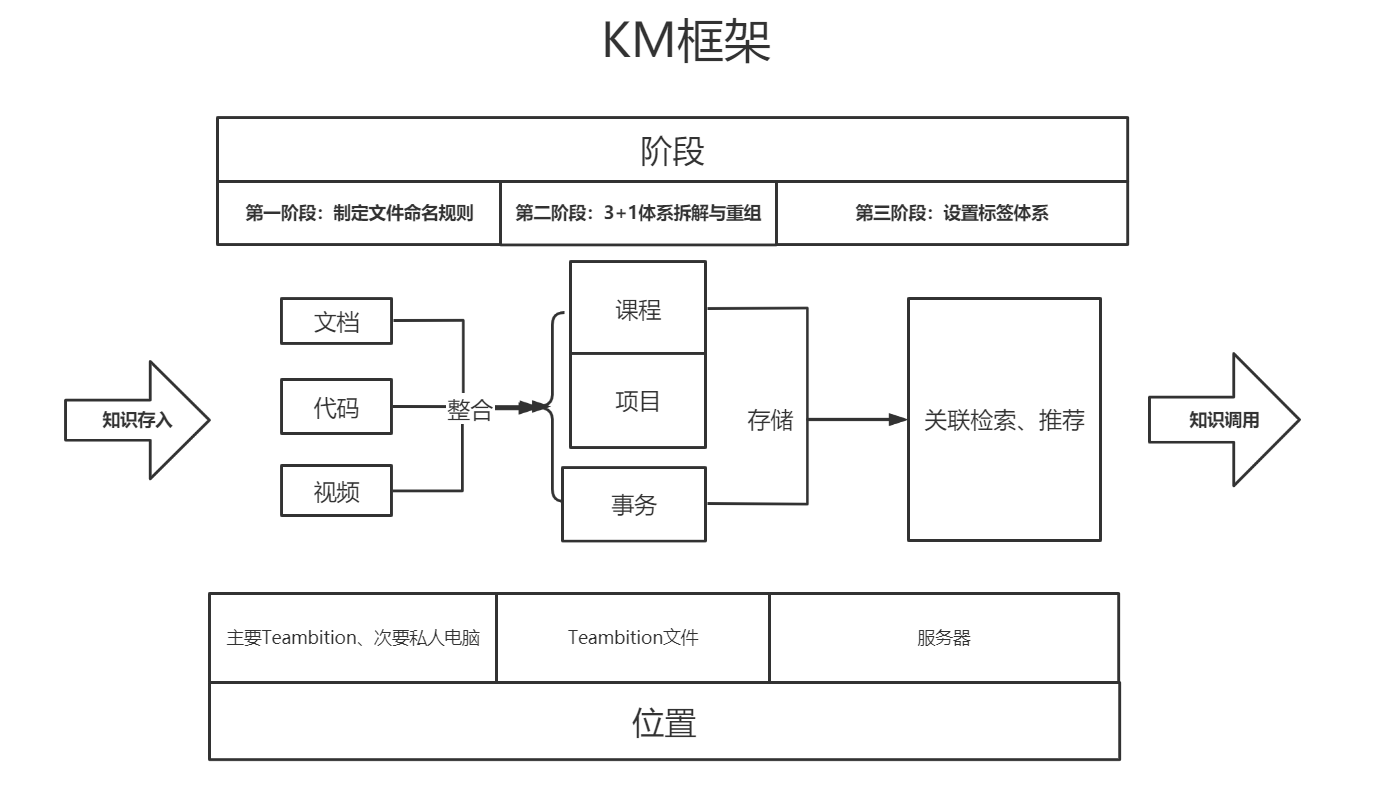 KM框架
阶段
第一阶段：制定文件命名规则
第二阶段：3+1体系拆解与重组
第三阶段：设置标签体系
知识存入
文档
代码
视频
整合
课程
项目
事务
存储
关联检索、推荐
知识调用
主要Teambition、次要私人电脑
Teambition文件
服务器
位置